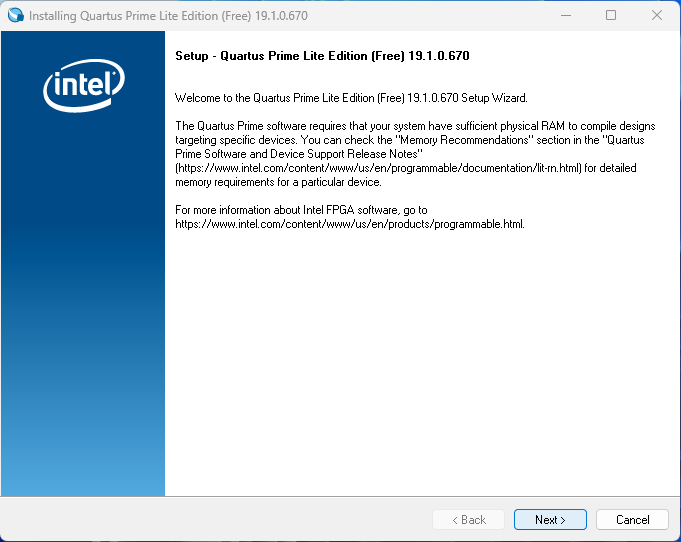 Installing Quartus Prime Lite Edition (Free) 19.1.0.670
intel
Setup - Quartus Prime Lite Edition (Free) 19.1.0.670
Welcome to the Quartus Prime Lite Edition (Free) 19.1.0.670 Setup Wizard.
The Quartus Prime software requires that your system have sufficient physical RAM to compile designs
targeting specific devices. You can check the "Memory Recommendations" section in the "Quartus
Prime Software and Device Support Release Notes"
(https://www.intel.com/content/www/us/en/programmable/documentation/lit-rn.html) for detailed
memory requirements for a particular device.
For more information about Intel FPGA software, go to
https://www.intel.com/content/www/us/en/products/programmable.html.
< Back
Next >
Cancel